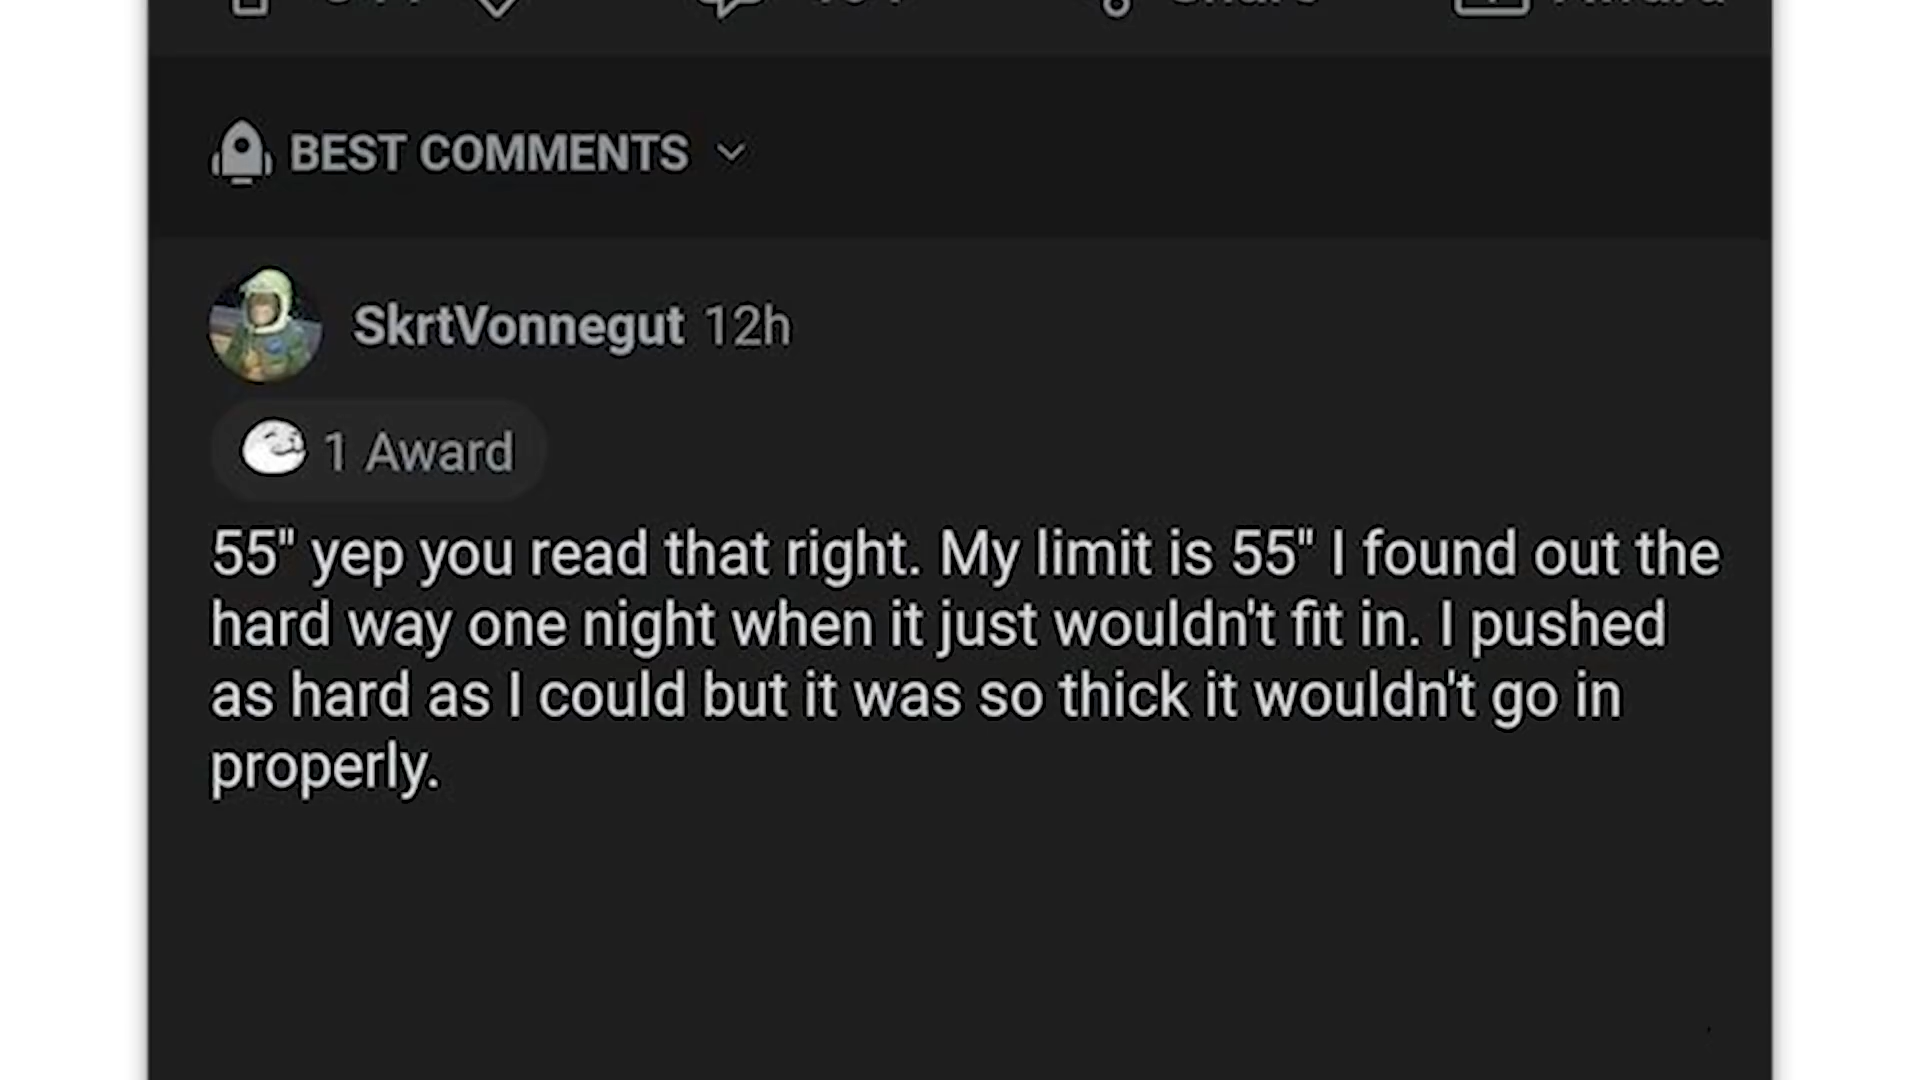 BEST COMMENTS
SkrtVonnegut 12h
1 Award
55" yep you read that right. My limit is 55" I found out the
hard way one night when it just wouldn't fit in. I pushed
as hard as I could but it was so thick it wouldn't go in
properly.